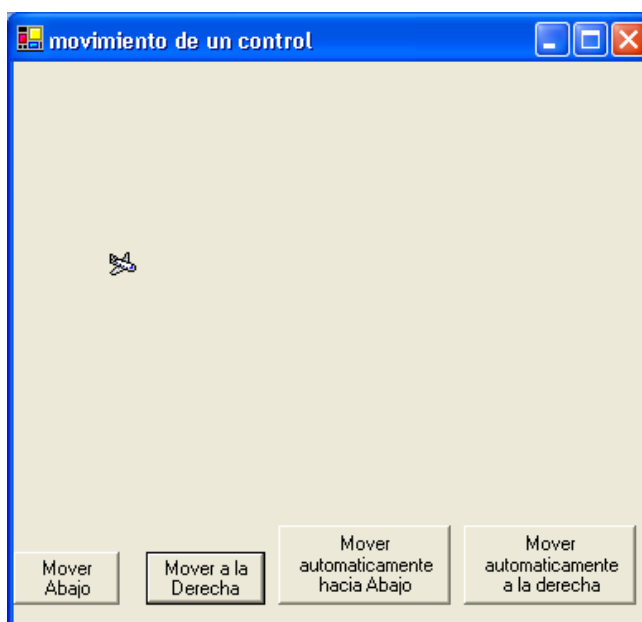 movimiento de un control
Mover
Abajo
Mover a la
Derecha
Mover
automaticamente
hacia Abajo
Mover
automaticamente
a la derecha